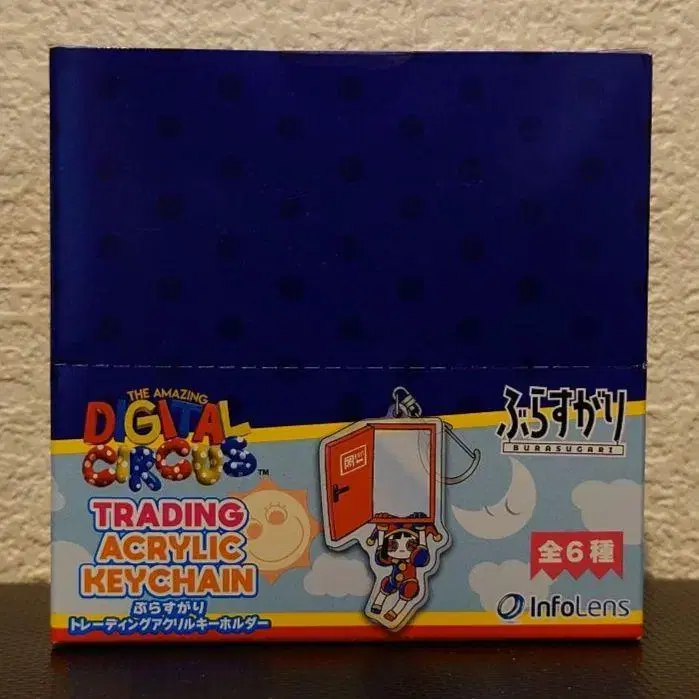 THE AMAZING
DIGITAL
CIRCUS™
TRADING
ACRYLIC
KEYCHAIN
ぶらすがり
トレーディングアクリルキーホルダー
ぶらすがり
BURASUGARI
全6種
InfoLens